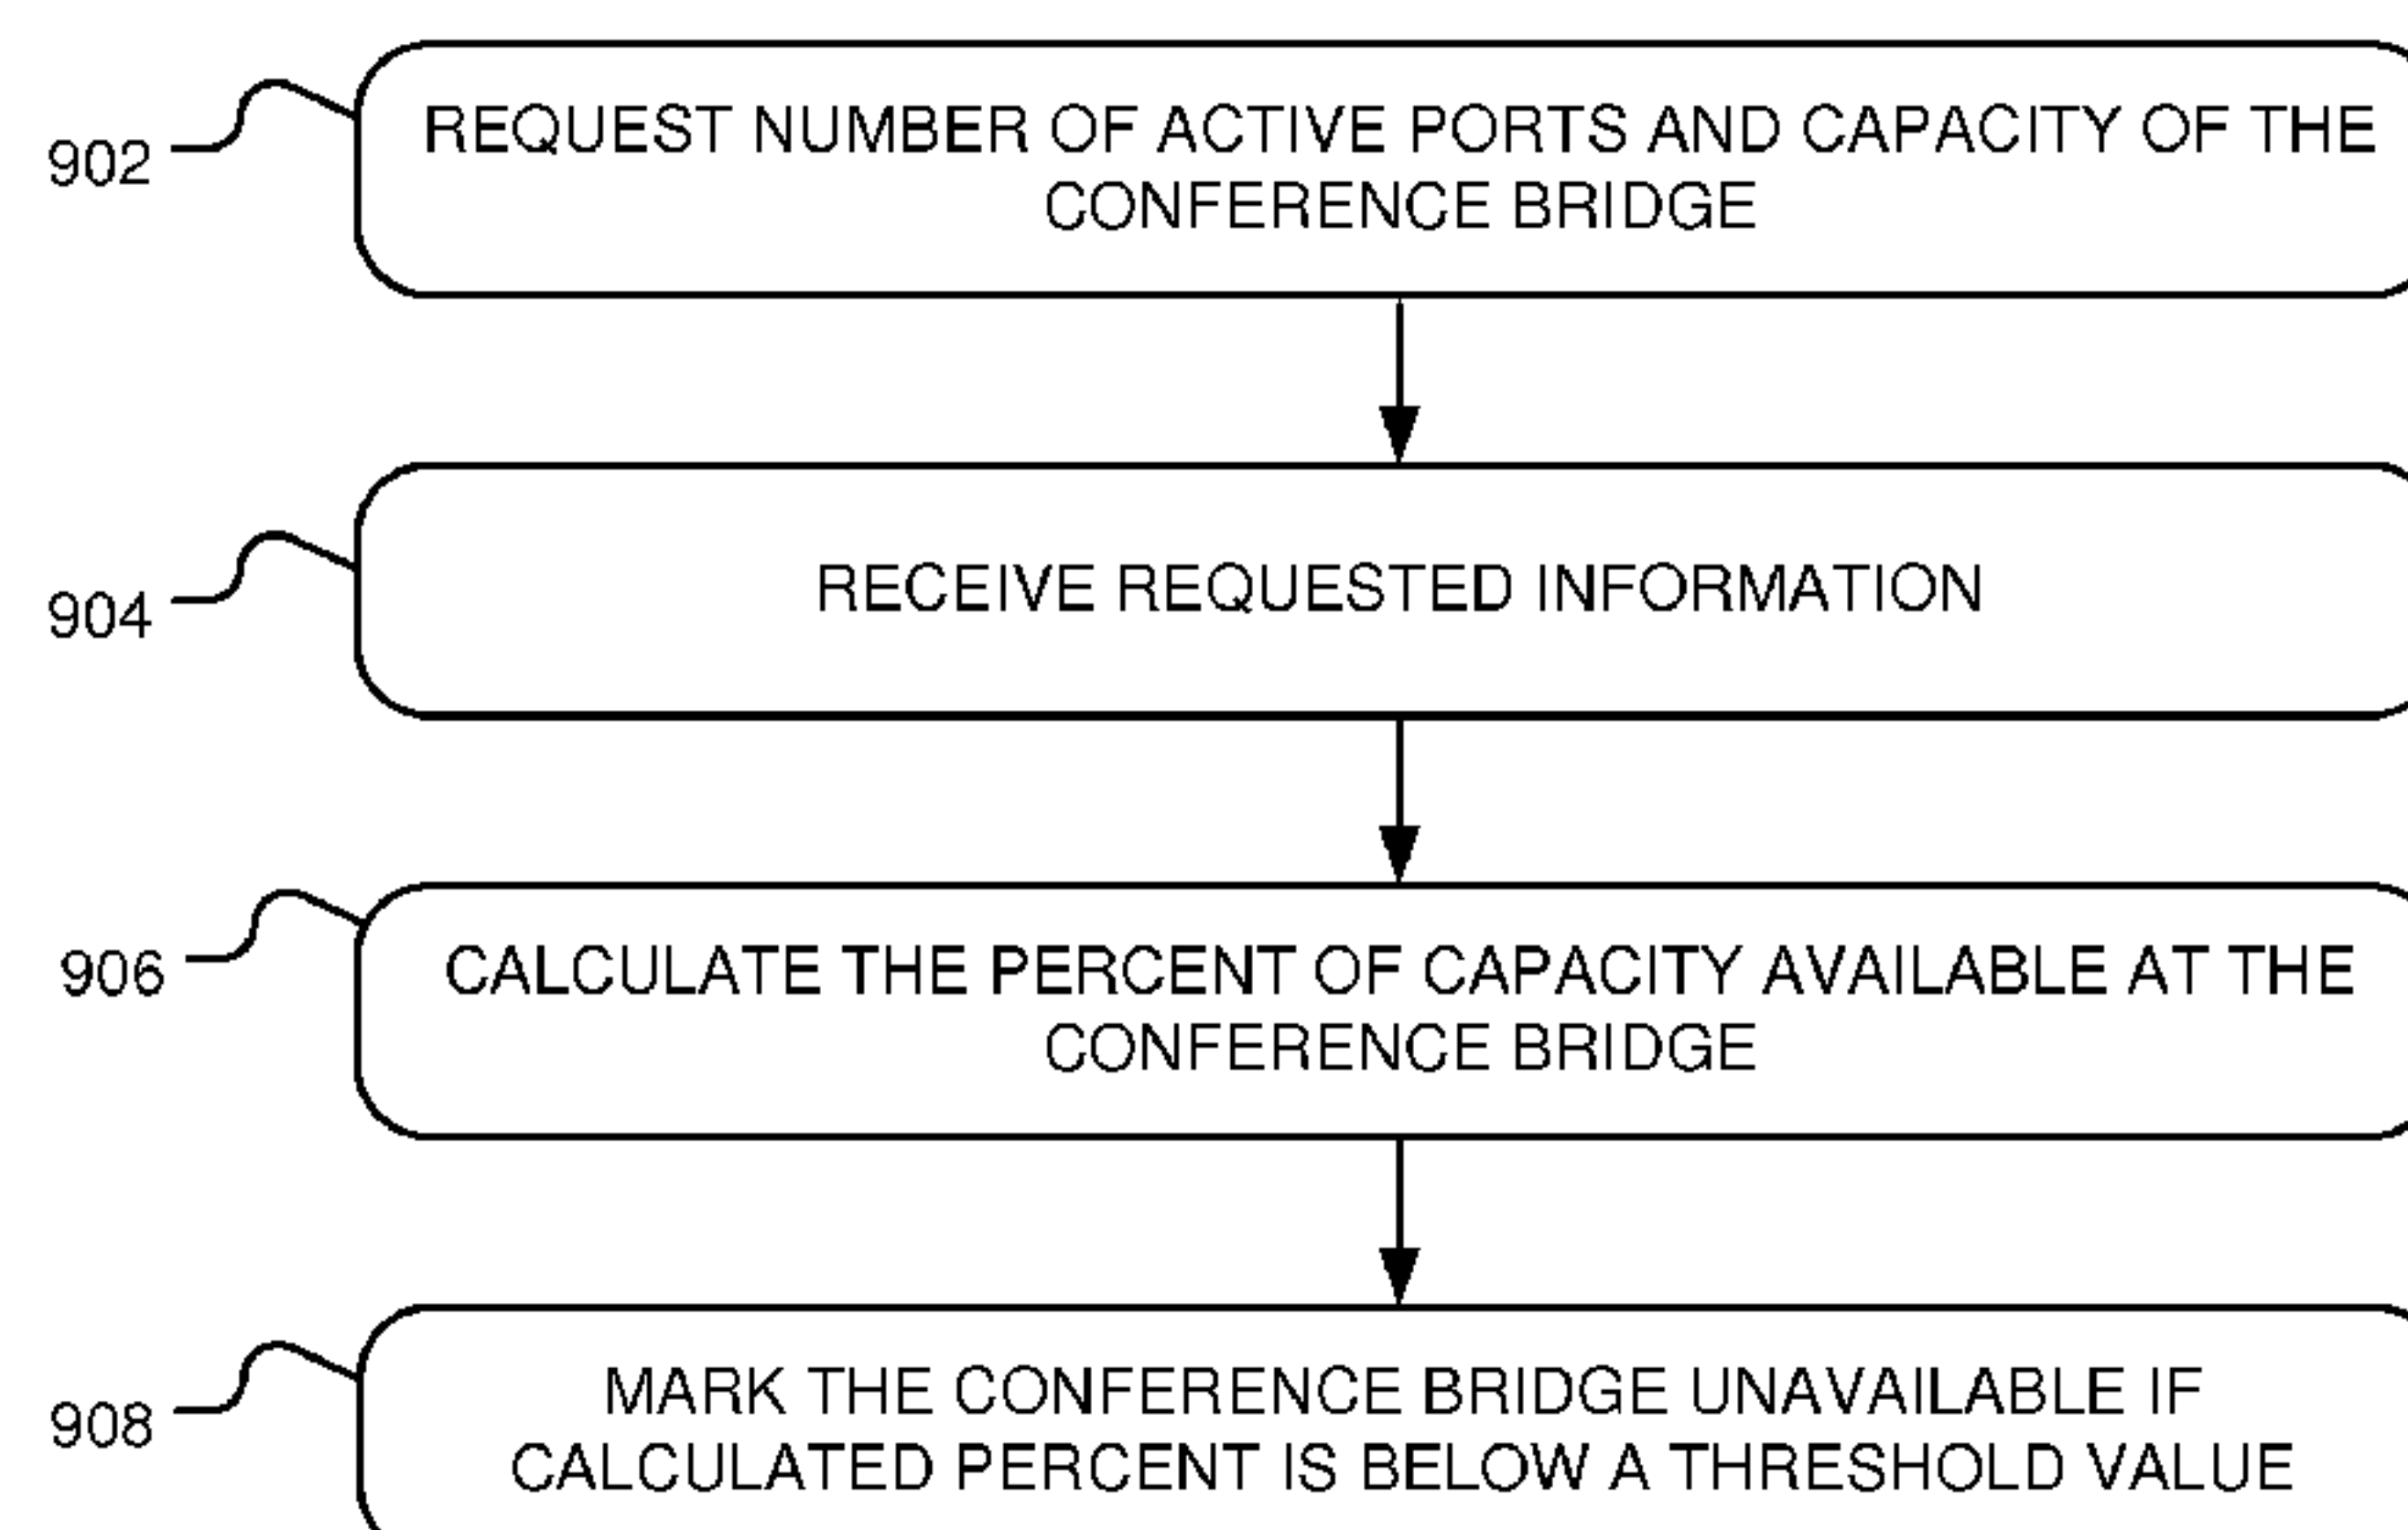 902
REQUEST NUMBER OF ACTIVE PORTS AND CAPACITY OF THE
CONFERENCE BRIDGE
904
RECEIVE REQUESTED INFORMATION
906
CALCULATE THE PERCENT OF CAPACITY AVAILABLE AT THE
CONFERENCE BRIDGE
908
MARK THE CONFERENCE BRIDGE UNAVAILABLE IF
CALCULATED PERCENT IS BELOW A THRESHOLD VALUE